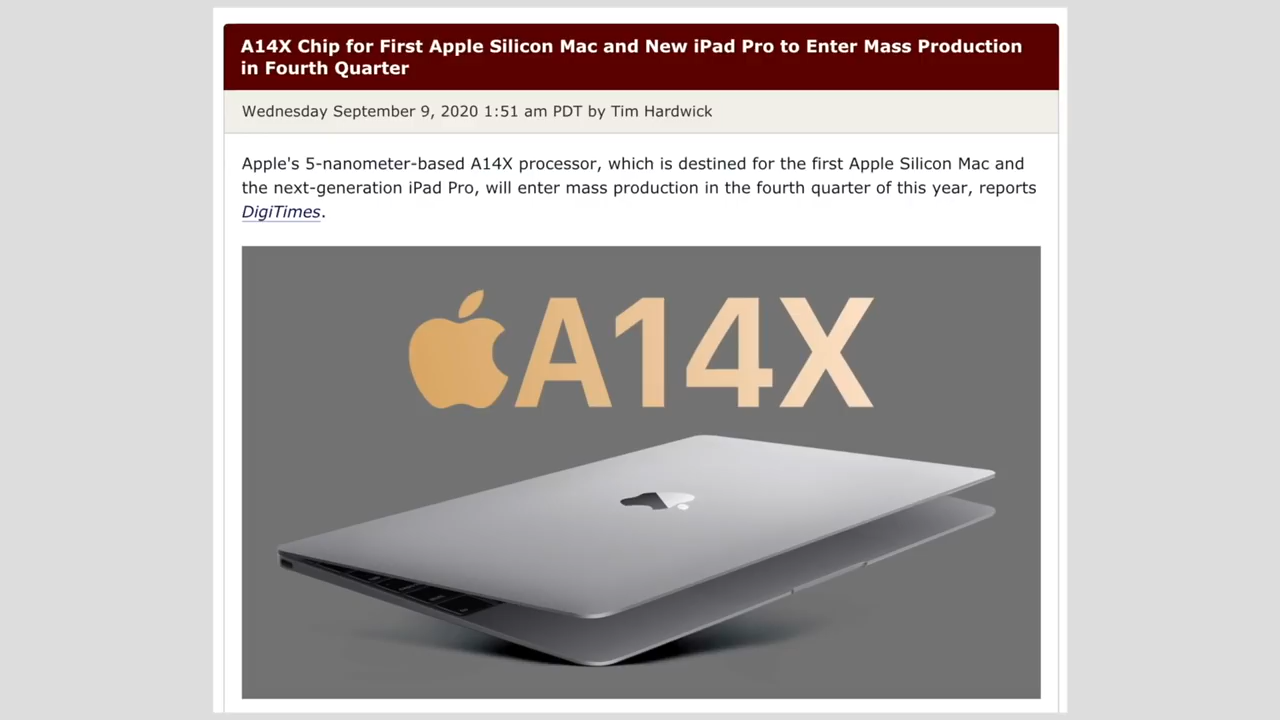 A14X Chip for First Apple Silicon Mac and New iPad Pro to Enter Mass Production
in Fourth Quarter
Wednesday September 9, 2020 1:51 am PDT by Tim Hardwick
Apple's 5-nanometer-based A14X processor, which is destined for the first Apple Silicon Mac and
the next-generation iPad Pro, will enter mass production in the fourth quarter of this year, reports
DigiTimes.
A14X